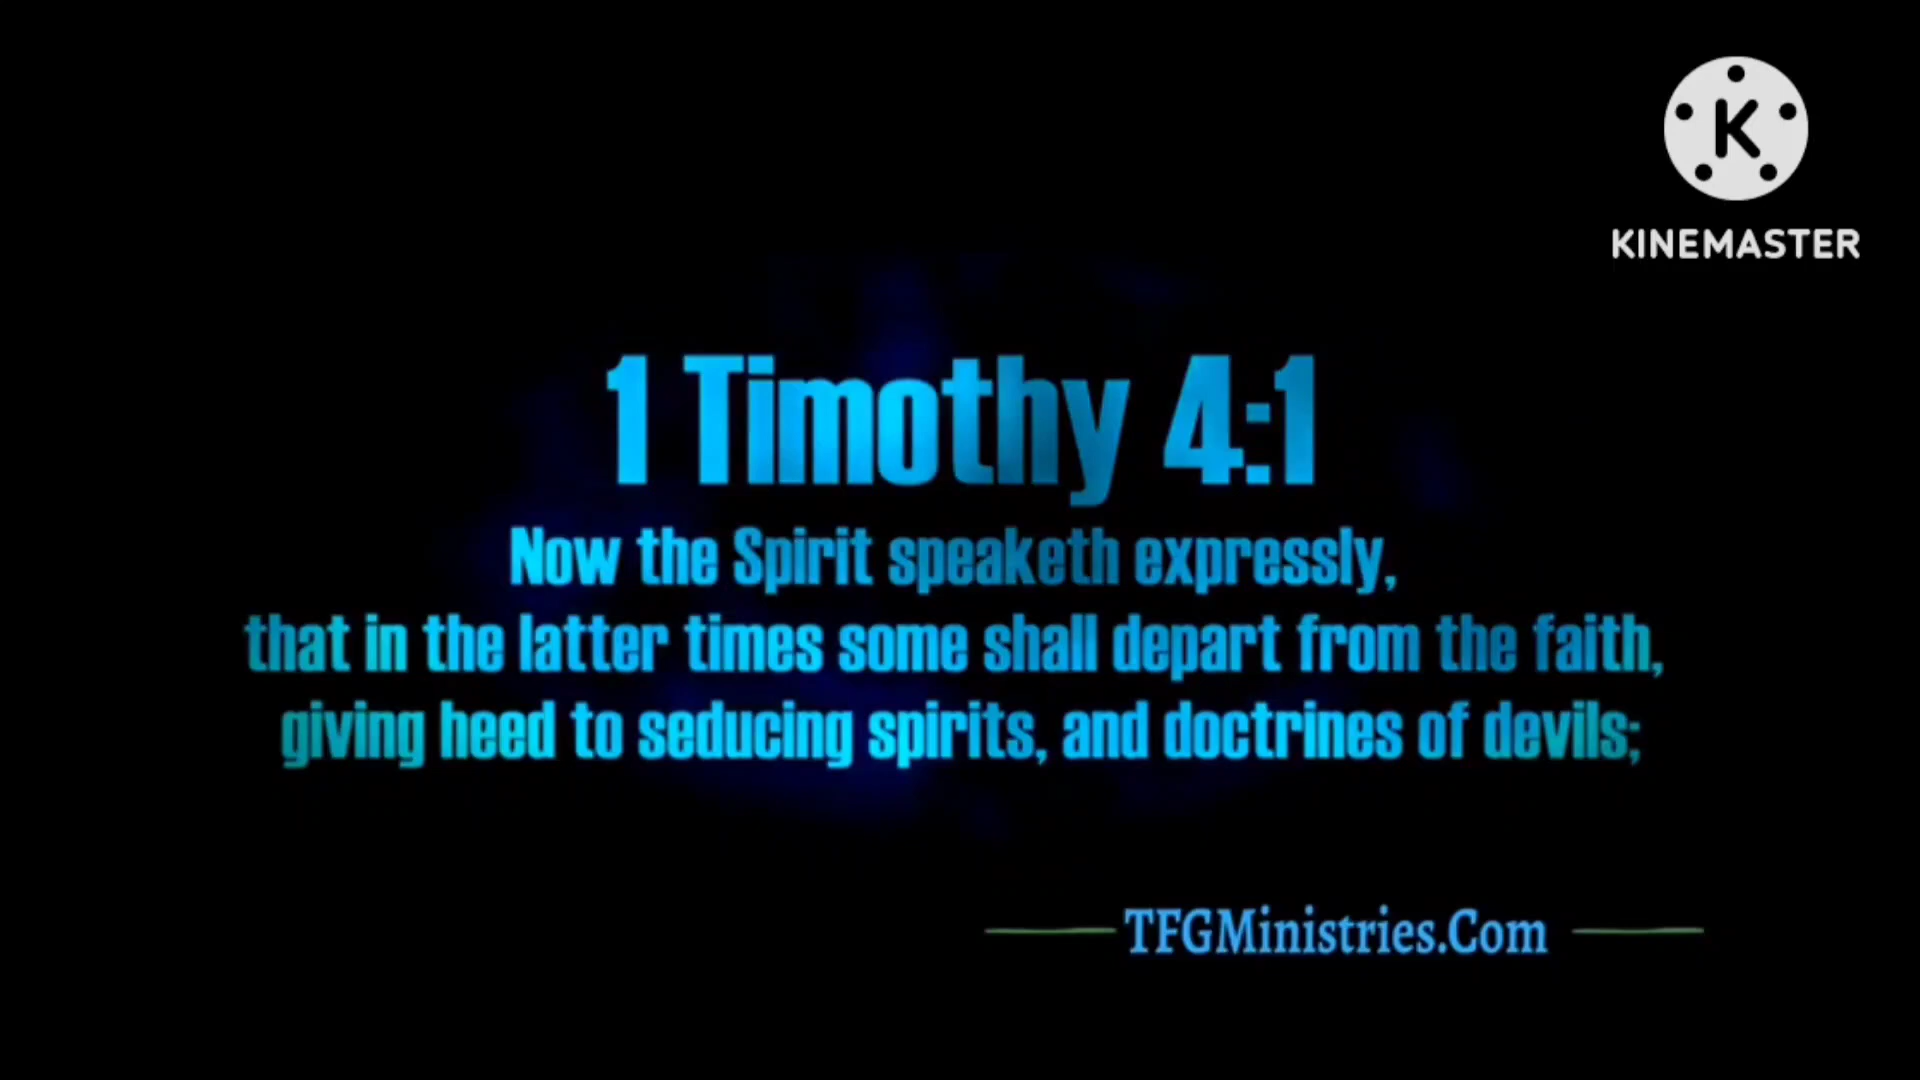 K
KINEMASTER
1 Timothy 4:1
Now the Spirit speaketh expressly,
that in the latter times some shall depart from the faith,
giving heed to seducing spirits, and doctrines of devils;
TFGMinistries.Com